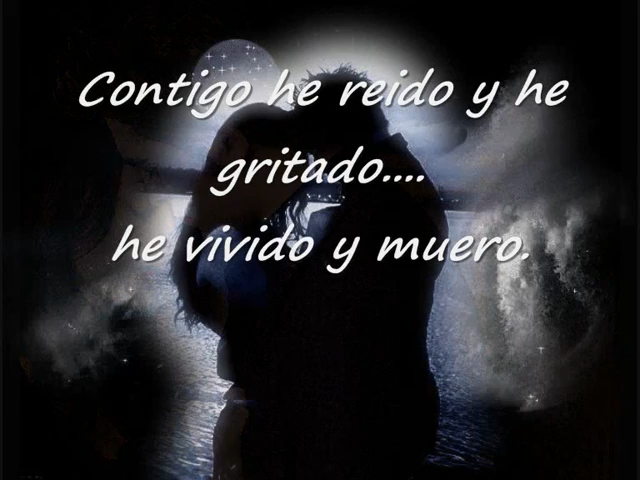 Contigo he reido y he
gritado....
he vivido y muero.